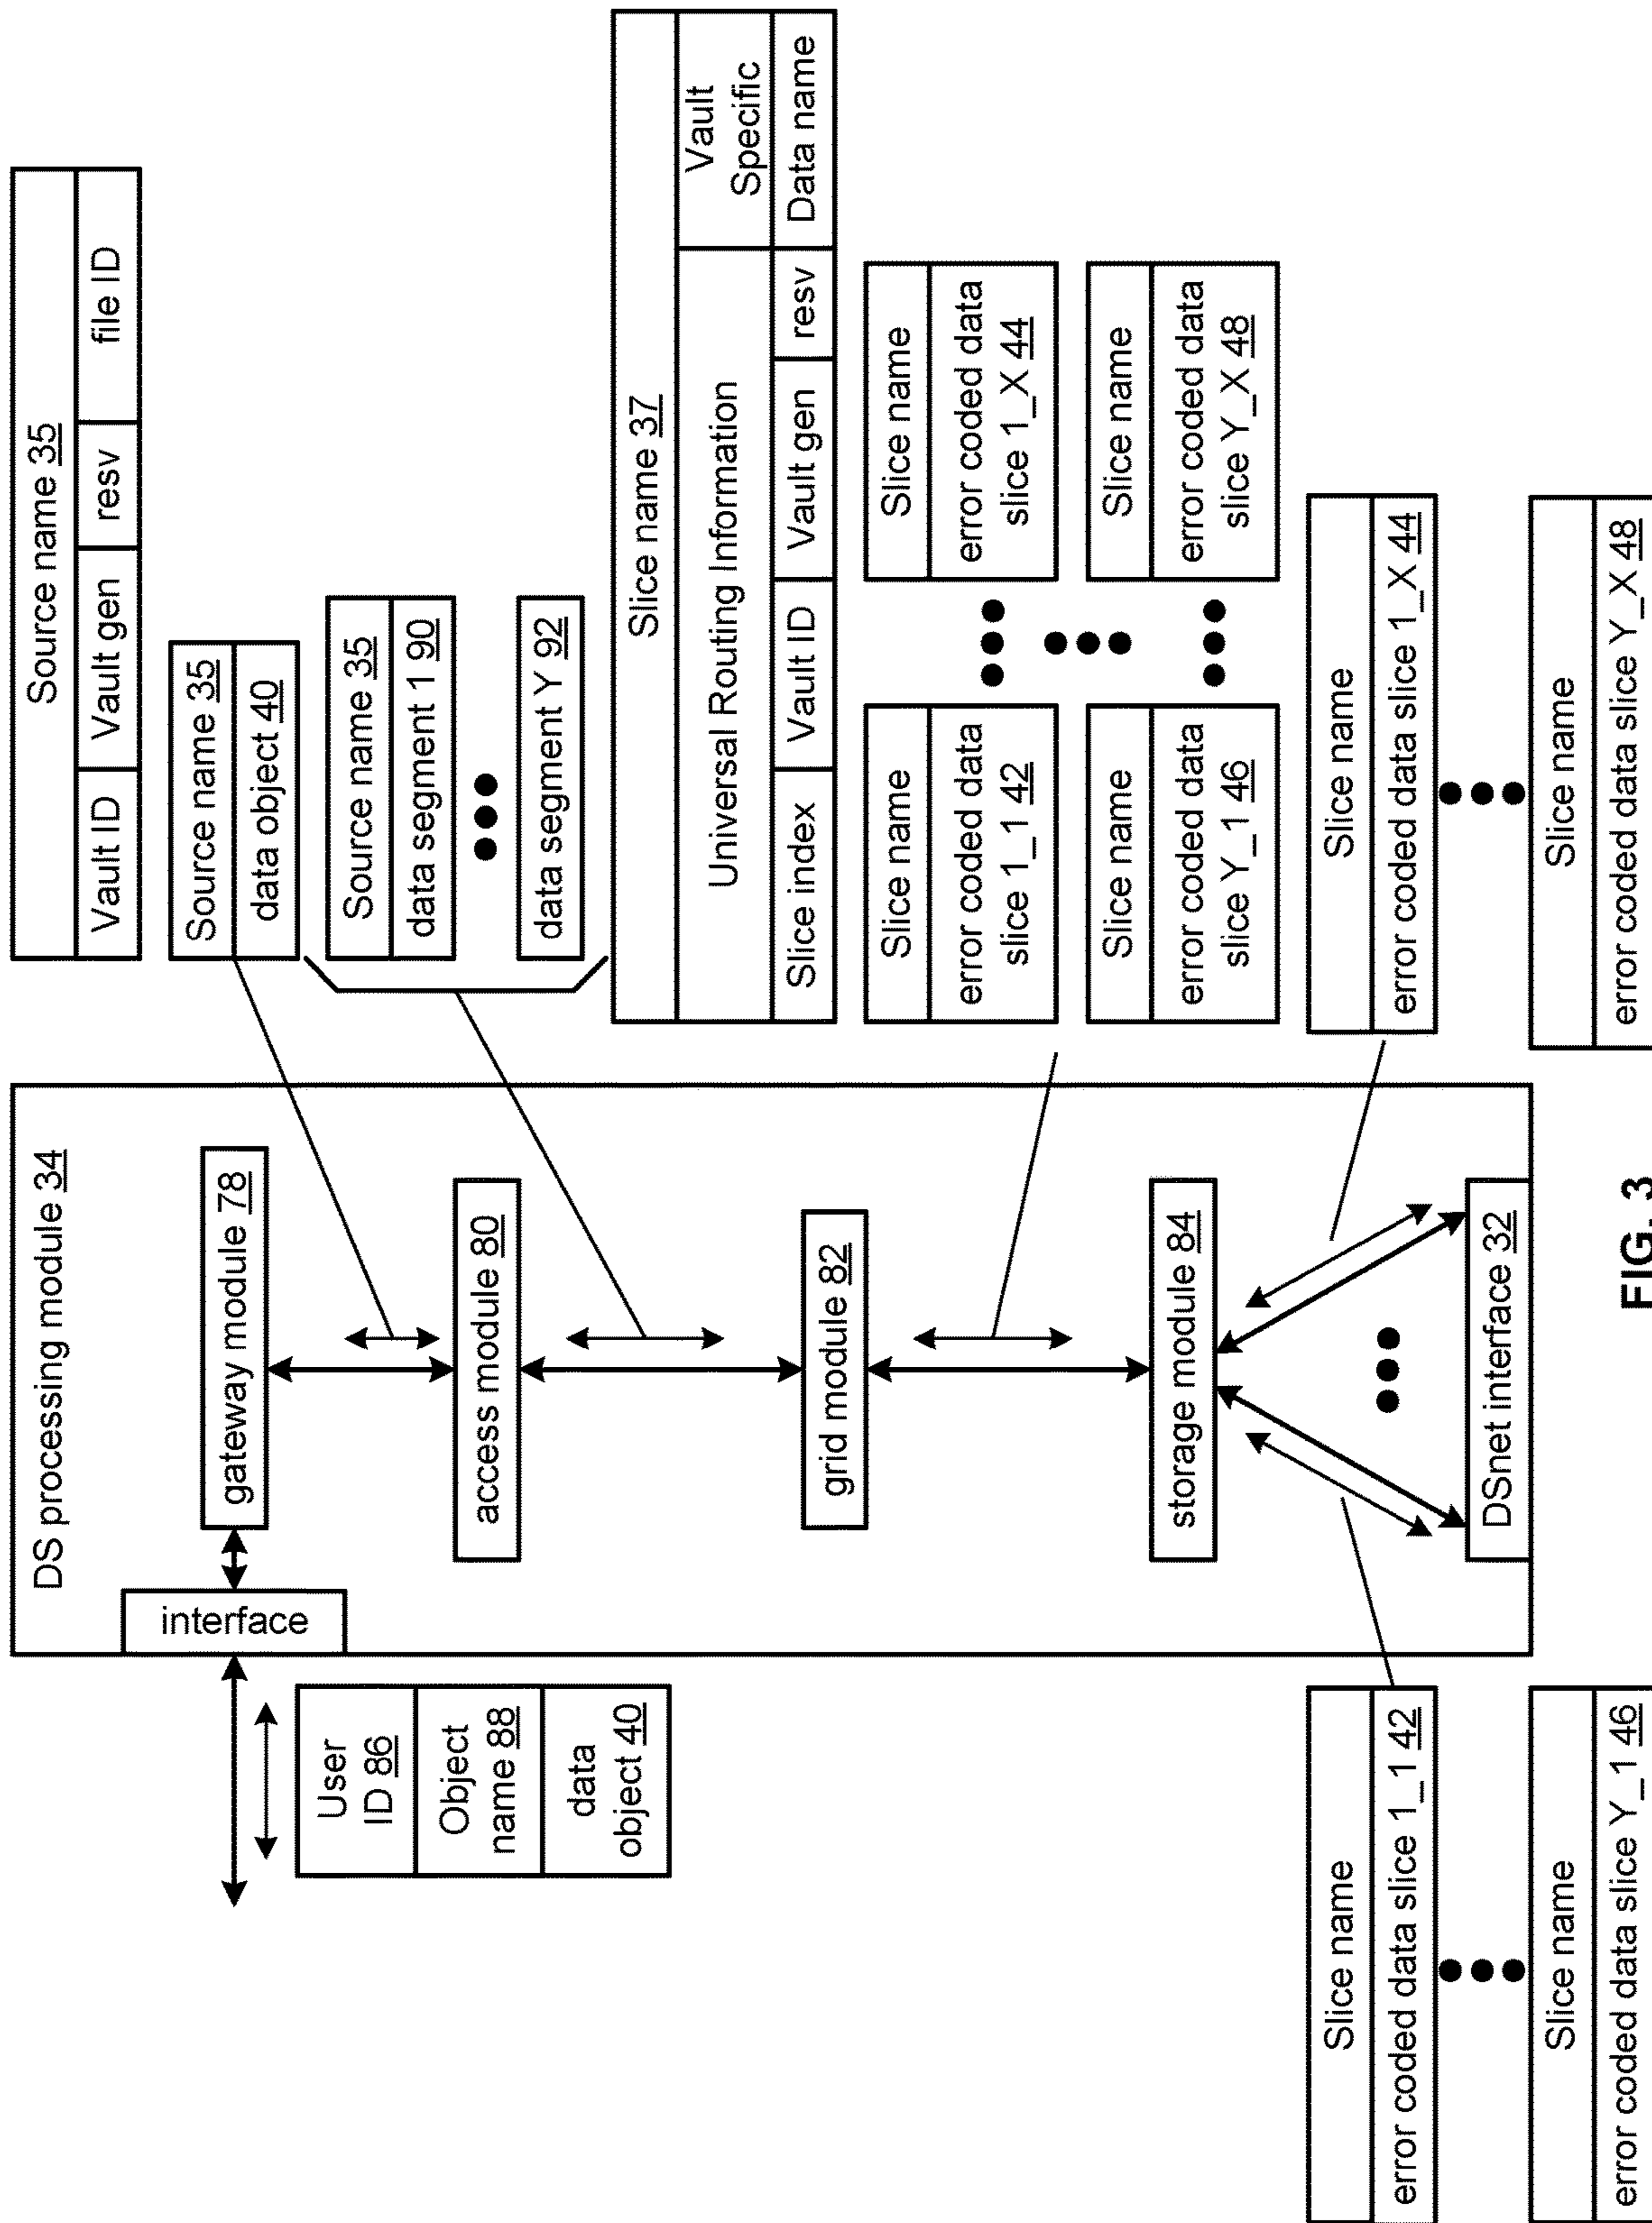 DS processing module 34
interface
gateway module 78
access module 80
grid module 82
storage module 84
DSnet interface 32
User
ID 86
Object
name 88
data
object 40
Source name 35
Vault ID
Vault gen
resv
file ID
Source name 35
data object 40
Source name 35
data segment 1 90
data segment Y 92
Slice name 37
Universal Routing Information
Vault
Specific
Slice index
Vault ID
Vault gen
resv
Data name
Slice name
error coded data
slice 1_1 42
Slice name
error coded data
slice 1_X 44
Slice name
error coded data
slice Y_1 46
Slice name
error coded data
slice Y_X 48
Slice name
error coded data slice 1_1 42
Slice name
error coded data slice Y_1 46
Slice name
error coded data slice 1_X 44
Slice name
error coded data slice Y_X 48
FIG. 3